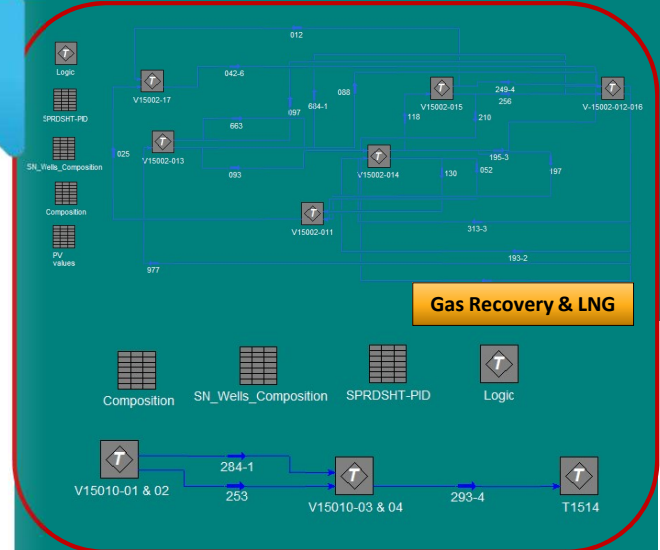 012
Logic
042-6
088
V15002-17
097
684-1
V15002-015
249-4
256
V-15002-012-016
SPRDSHT-PID
663
118
210
V15002-013
025
SN_Wells_Composition
093
V15002-014
130
052
195-3
197
Composition
V15002-011
313-3
PV
values
193-2
977
Gas Recovery & LNG
Composition
SN_Wells_Composition
SPRDSHT-PID
Logic
284-1
V15010-01 & 02
253
V15010-03 & 04
293-4
T1514